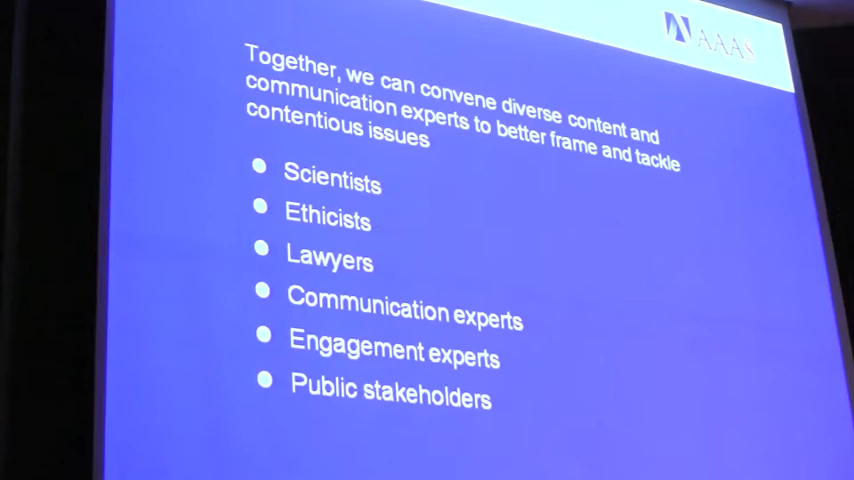 AAAS
Together, we can convene diverse content and
communication experts to better frame and tackle
contentious issues
Scientists
Ethicists
Lawyers
Communication experts
Engagement experts
Public stakeholders